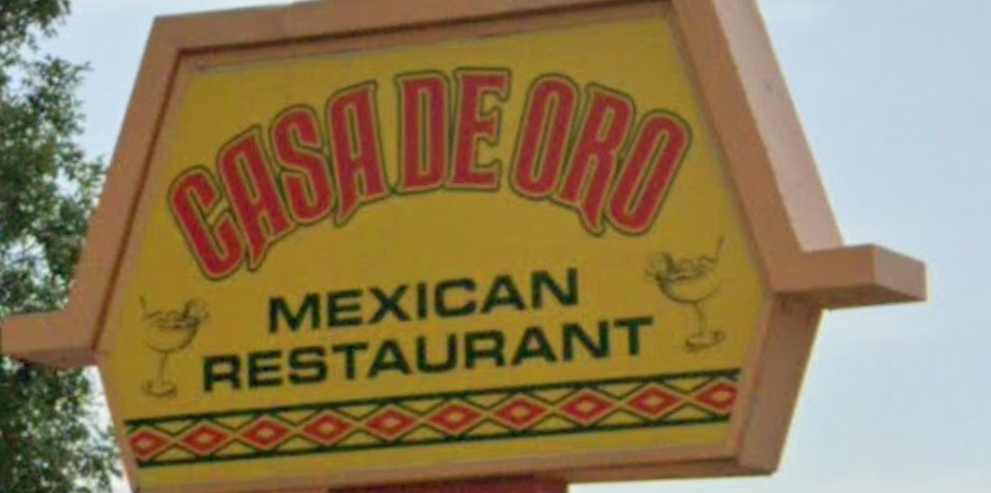 CASA DE ORO
MEXICAN
RESTAURANT